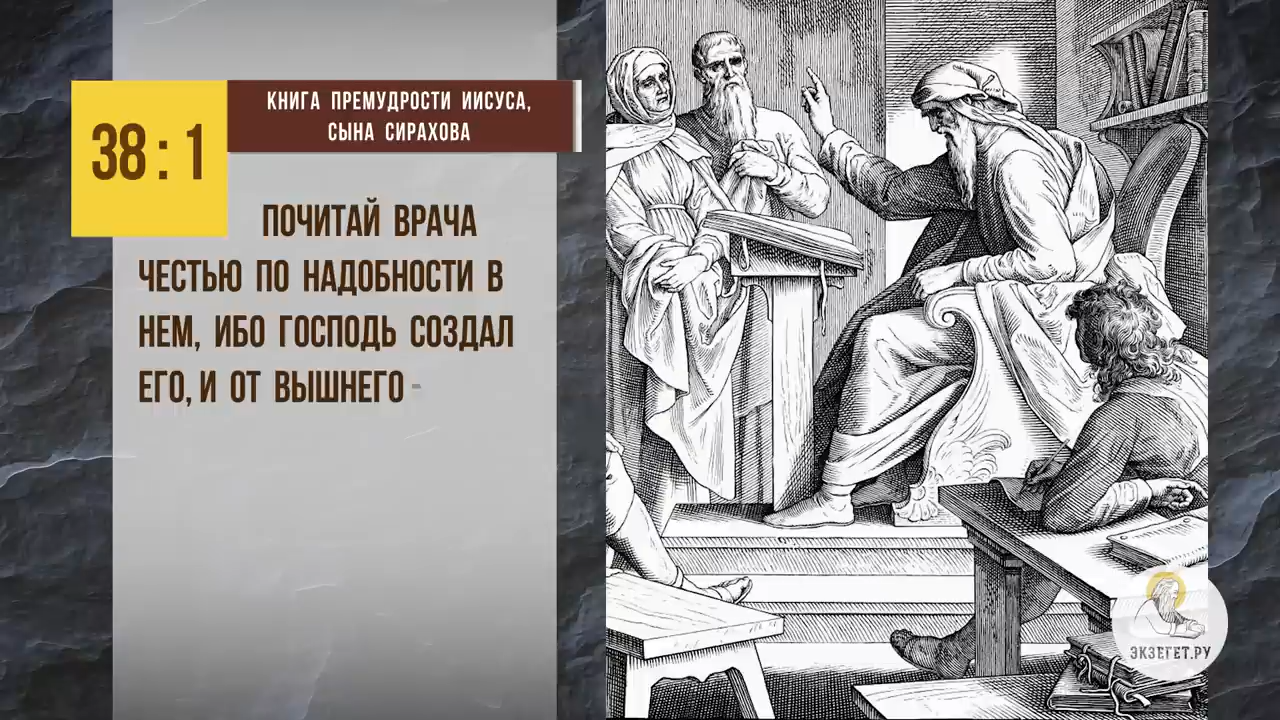 38:1
КНИГА ПРЕМУДРОСТИ ИИСУСА,
СЫНА СИРАХОВА
ПОЧИТАЙ ВРАЧА
ЧЕСТЬЮ ПО НАДОБНОСТИ В
НЕМ, ИБО ГОСПОДЬ СОЗДАЛ
ЕГО, И ОТ ВЫШНЕГО -
ЭКЗЕГЕТ.РУ